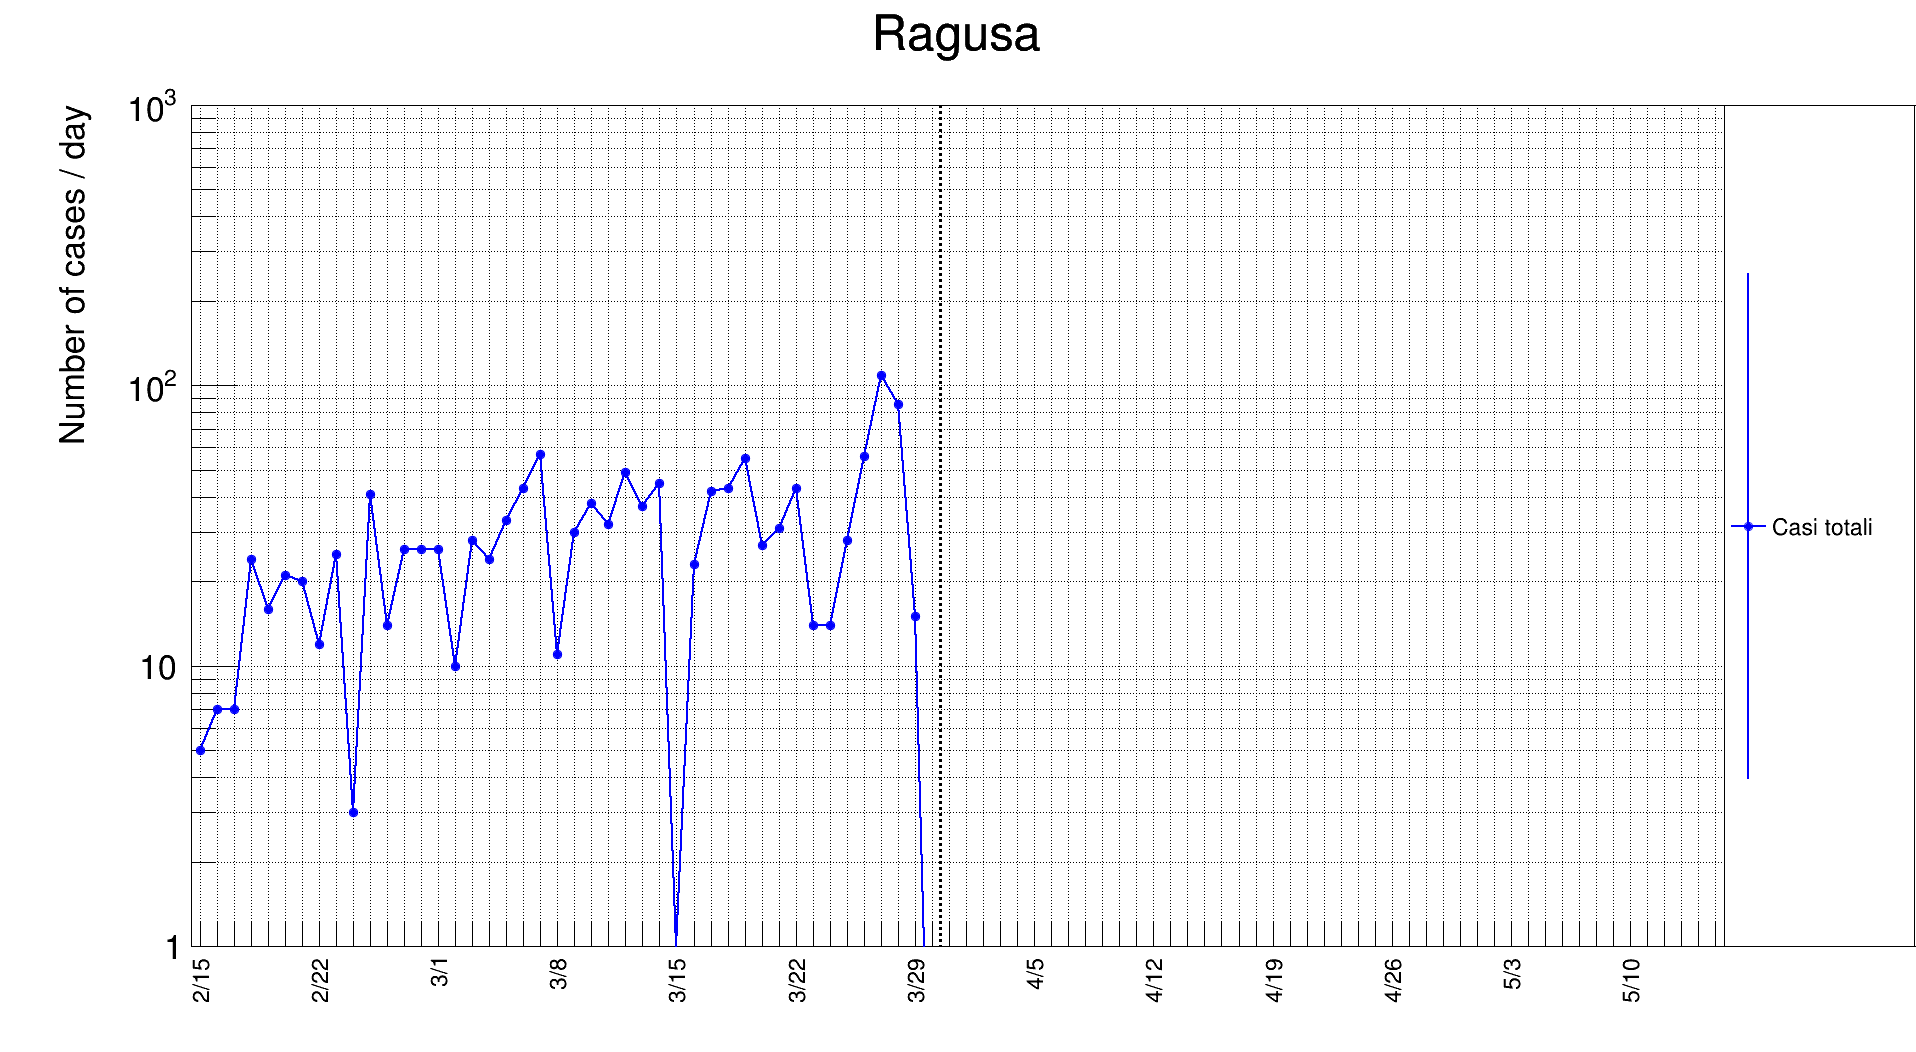 Ragusa
Number of cases / day
10³
10²
10
1
2/15 2/22 3/1 3/8 3/15 3/22 3/29 4/5 4/12 4/19 4/26 5/3 5/10
Casi totali